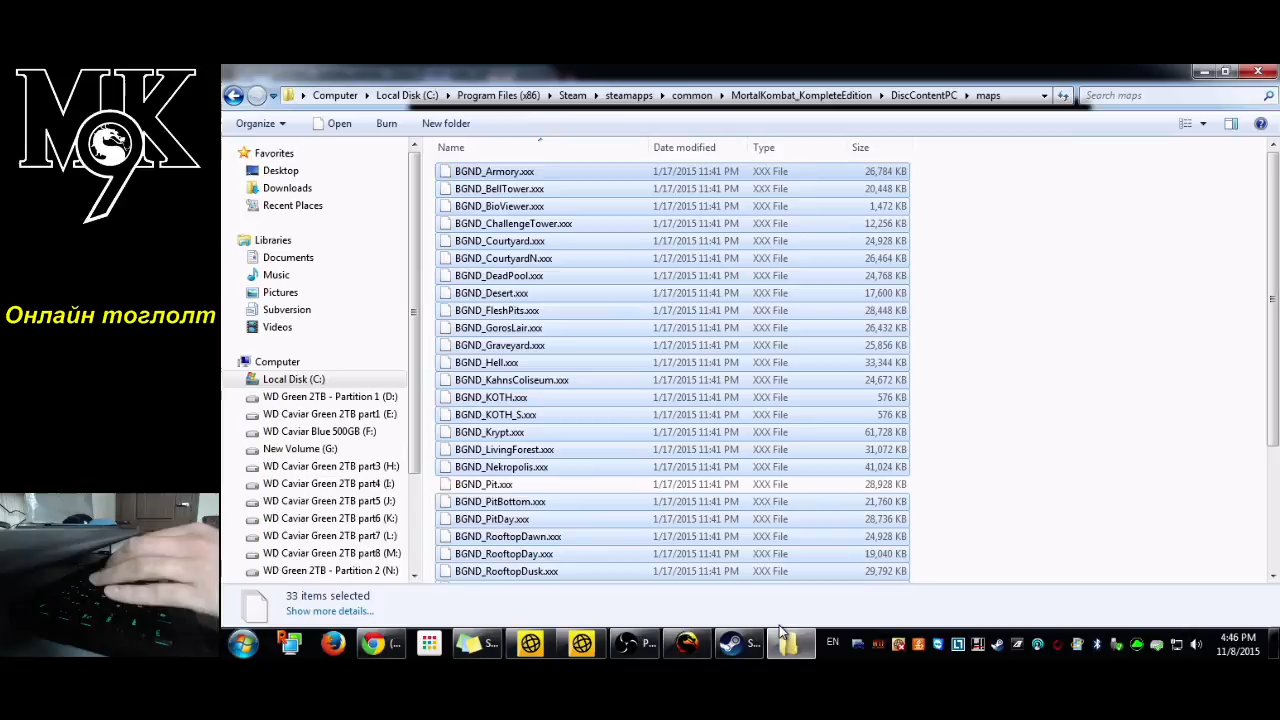 MK
9
Онлайн тоглолт
Computer
Local Disk (C:)
Program Files (x86)
Steam
steamapps
common
MortalKombat_KompleteEdition
DiscContentPC
maps
Search maps
Organize
Open
Burn
New folder
Name
Date modified
Type
Size
Favorites
Desktop
Downloads
Recent Places
Libraries
Documents
Music
Pictures
Subversion
Videos
Computer
Local Disk (C:)
WD Green 2TB - Partition 1 (D:)
WD Caviar Green 2TB part1 (E:)
WD Caviar Blue 500GB (F:)
New Volume (G:)
WD Caviar Green 2TB part3 (H:)
WD Caviar Green 2TB part4 (I:)
WD Caviar Green 2TB part5 (J:)
WD Caviar Green 2TB part6 (K:)
WD Caviar Green 2TB part7 (L:)
WD Caviar Green 2TB part8 (M:)
WD Green 2TB - Partition 2 (N:)
BGND_Armory.xxx 1/17/2015 11:41 PM XXX File 26,784 KB
BGND_BellTower.xxx 1/17/2015 11:41 PM XXX File 20,448 KB
BGND_BioViewer.xxx 1/17/2015 11:41 PM XXX File 1,472 KB
BGND_ChallengeTower.xxx 1/17/2015 11:41 PM XXX File 12,256 KB
BGND_Courtyard.xxx 1/17/2015 11:41 PM XXX File 24,928 KB
BGND_CourtyardN.xxx 1/17/2015 11:41 PM XXX File 26,464 KB
BGND_DeadPool.xxx 1/17/2015 11:41 PM XXX File 24,768 KB
BGND_Desert.xxx 1/17/2015 11:41 PM XXX File 17,600 KB
BGND_FleshPits.xxx 1/17/2015 11:41 PM XXX File 28,448 KB
BGND_GorosLair.xxx 1/17/2015 11:41 PM XXX File 26,432 KB
BGND_Graveyard.xxx 1/17/2015 11:41 PM XXX File 25,856 KB
BGND_Hell.xxx 1/17/2015 11:41 PM XXX File 33,344 KB
BGND_KahnsColiseum.xxx 1/17/2015 11:41 PM XXX File 24,672 KB
BGND_KOTH.xxx 1/17/2015 11:41 PM XXX File 576 KB
BGND_KOTH_S.xxx 1/17/2015 11:41 PM XXX File 576 KB
BGND_Krypt.xxx 1/17/2015 11:41 PM XXX File 61,728 KB
BGND_LivingForest.xxx 1/17/2015 11:41 PM XXX File 31,072 KB
BGND_Nekropolis.xxx 1/17/2015 11:41 PM XXX File 41,024 KB
BGND_Pit.xxx 1/17/2015 11:41 PM XXX File 28,928 KB
BGND_PitBottom.xxx 1/17/2015 11:41 PM XXX File 21,760 KB
BGND_PitDay.xxx 1/17/2015 11:41 PM XXX File 28,736 KB
BGND_RooftopDawn.xxx 1/17/2015 11:41 PM XXX File 24,928 KB
BGND_RooftopDay.xxx 1/17/2015 11:41 PM XXX File 19,040 KB
BGND_RooftopDusk.xxx 1/17/2015 11:41 PM XXX File 29,792 KB
33 items selected
Show more details...
(...
S...
P...
S...
EN
4:46 PM
11/8/2015